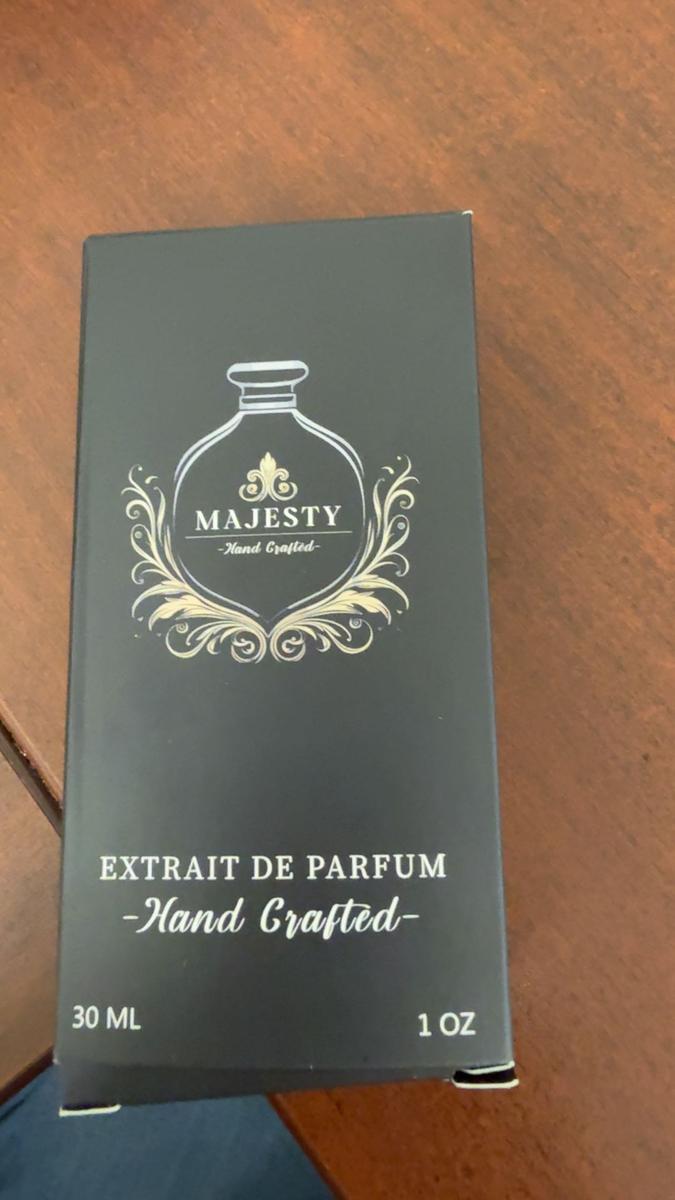 MAJESTY
-Hand Crafted-
EXTRAIT DE PARFUM
-Hand Crafted-
30 ML
1 OZ